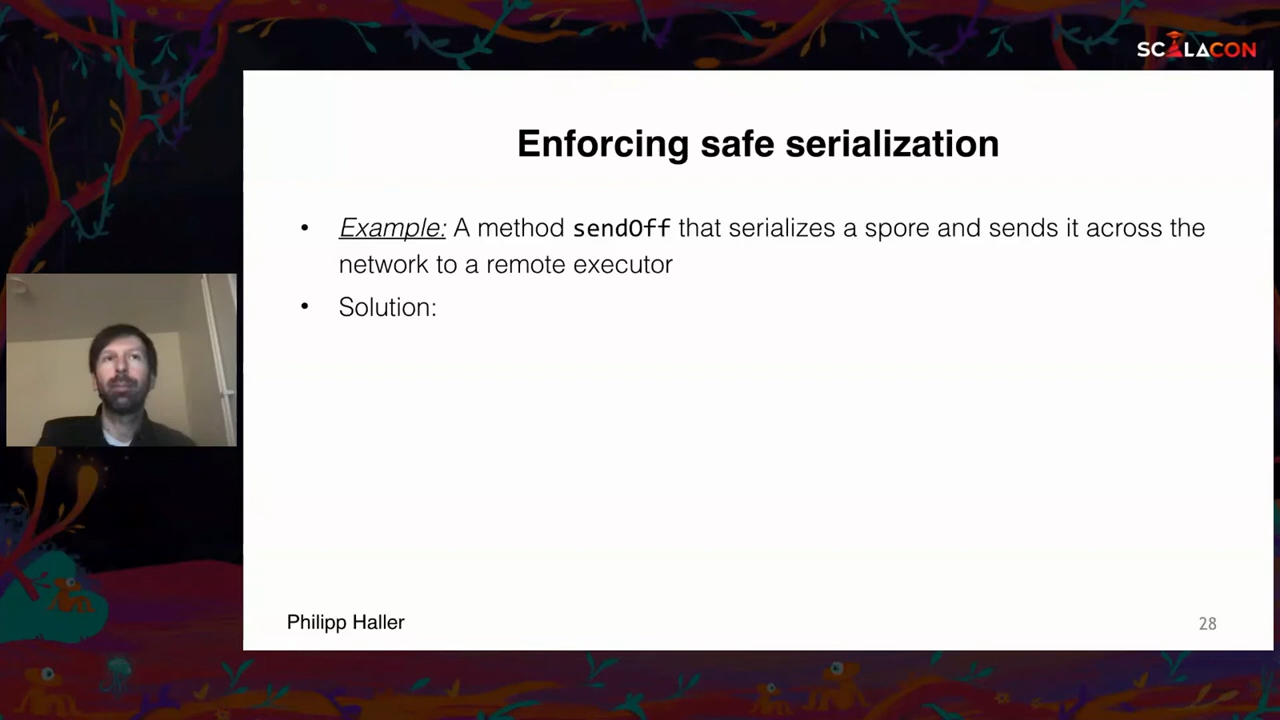 SCALACON
Enforcing safe serialization
• Example: A method sendOff that serializes a spore and sends it across the
network to a remote executor
• Solution:
Philipp Haller
28